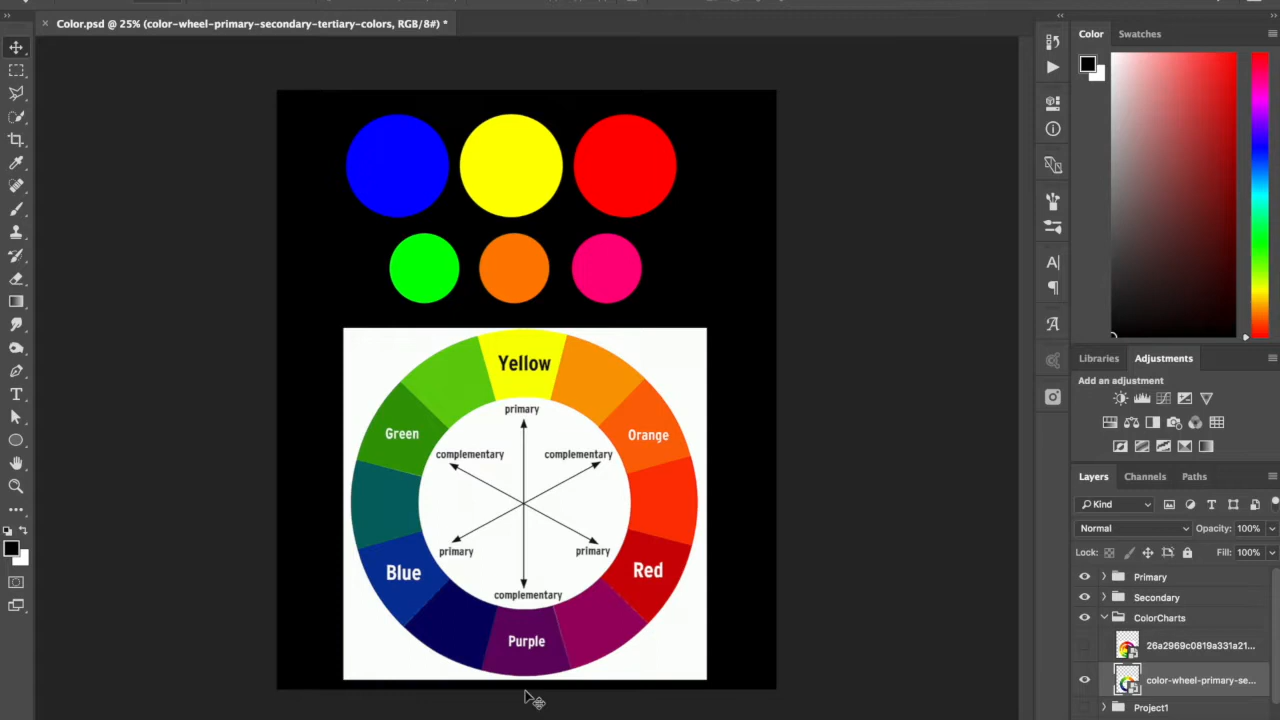 Color.psd @ 25% (color-wheel-primary-secondary-tertiary-colors, RGB/8#) *
Color
Swatches
Yellow
primary
Green
Orange
complementary
complementary
primary
primary
Blue
Red
complementary
Purple
Libraries
Adjustments
Add an adjustment
Layers
Channels
Paths
Kind
Normal
Opacity: 100%
Lock:
Fill: 100%
Primary
Secondary
ColorCharts
26a2969c0819a331a21...
color-wheel-primary-se...
Project1